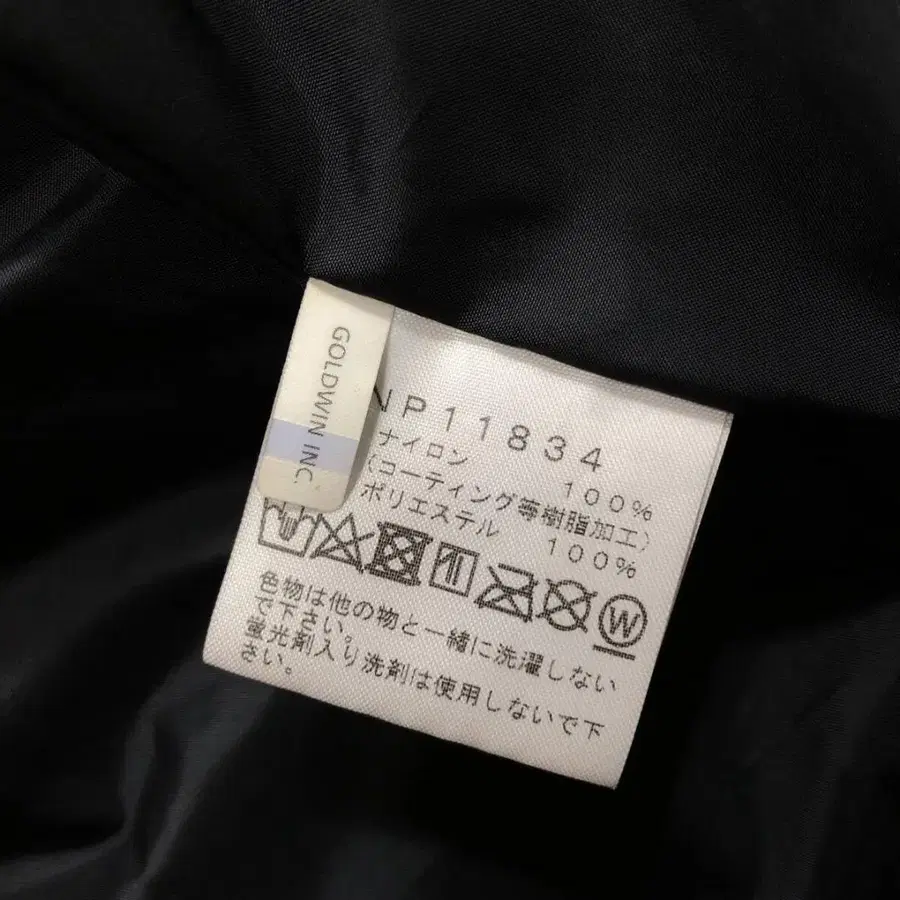 GOLDWIN INC.
NP11834
ナイロン 100%
(コーティング等樹脂加工)
ポリエステル 100%
W
色物は他の物と一緒に洗濯しない
で下さい。
蛍光剤入り洗剤は使用しないで下
さい。